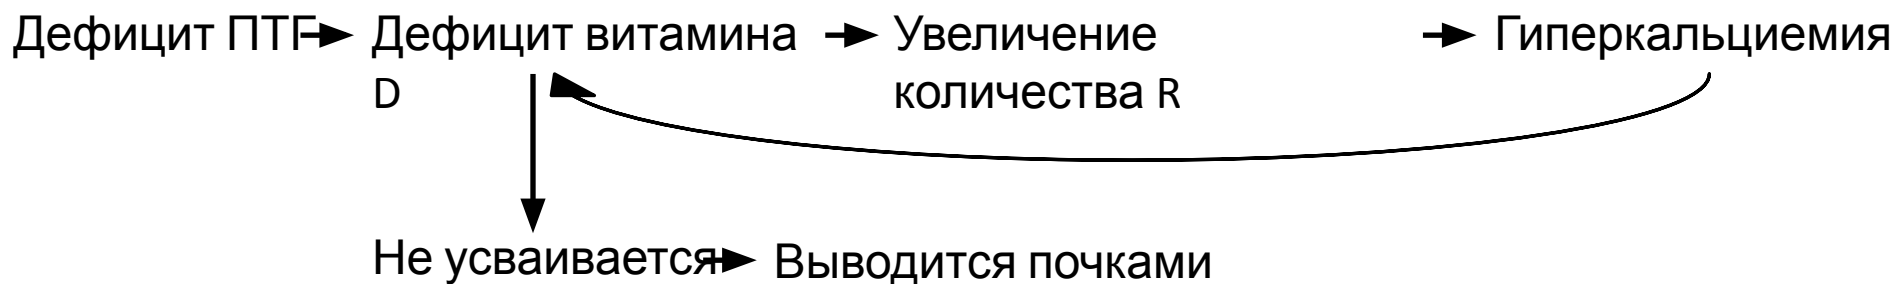 Дефицит ПТГ
Дефицит витамина
D
Увеличение
количества R
Гиперкальциемия
Не усваивается
Выводится почками